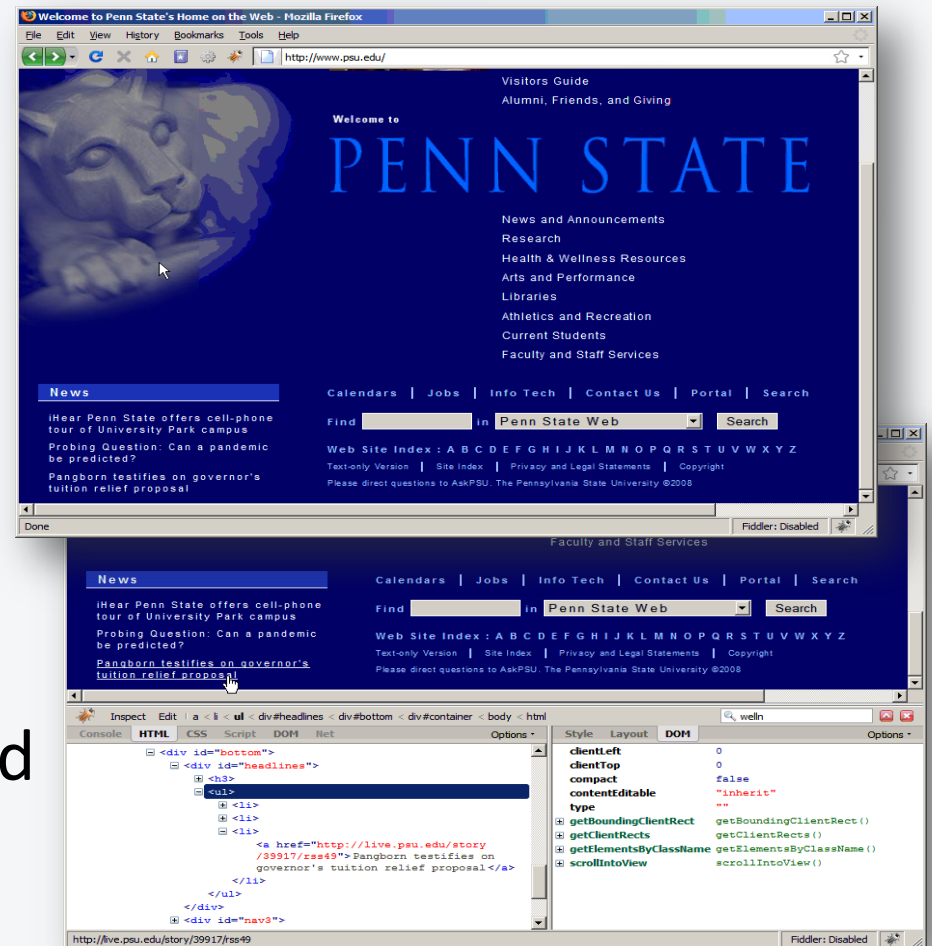 Welcome to Penn State's Home on the Web - Mozilla Firefox
File Edit View History Bookmarks Tools Help
http://www.psu.edu/
Visitors Guide
Alumni, Friends, and Giving
Welcome to
PENN STATE
News and Announcements
Research
Health & Wellness Resources
Arts and Performance
Libraries
Athletics and Recreation
Current Students
Faculty and Staff Services
News
iHear Penn State offers cell-phone
tour of University Park campus
Probing Question: Can a pandemic
be predicted?
Pangborn testifies on governor's
tuition relief proposal
Calendars | Jobs | Info Tech | Contact Us | Portal | Search
Find in Penn State Web Search
Web Site Index : A B C D E F G H I J K L M N O P Q R S T U V W X Y Z
Text-only Version | Site Index | Privacy and Legal Statements | Copyright
Please direct questions to AskPSU. The Pennsylvania State University ©2008
Done Fiddler: Disabled
Faculty and Staff Services
News
iHear Penn State offers cell-phone
tour of University Park campus
Probing Question: Can a pandemic
be predicted?
Pangborn testifies on governor's
tuition relief proposal
Calendars | Jobs | Info Tech | Contact Us | Portal | Search
Find in Penn State Web Search
Web Site Index : A B C D E F G H I J K L M N O P Q R S T U V W X Y Z
Text-only Version | Site Index | Privacy and Legal Statements | Copyright
Please direct questions to AskPSU. The Pennsylvania State University ©2008
Inspect Edit | a < li < ul < div#headlines < div#bottom < div#container < body < html
welln
Console HTML CSS Script DOM Net Options
<div id="bottom">
<div id="headlines">
<h3>
<ul>
<li>
<li>
<li>
<a href="http://live.psu.edu/story
/39917/rss49">Pangborn testifies on
governor's tuition relief proposal</a>
</li>
</ul>
</div>
<div id="nav3">
Style Layout DOM Options
clientLeft 0
clientTop 0
compact false
contentEditable "inherit"
type ""
getBoundingClientRect getBoundingClientRect()
getClientRects getClientRects()
getElementsByClassName getElementsByClassName()
scrollIntoView scrollIntoView()
http://live.psu.edu/story/39917/rss49 Fiddler: Disabled
d